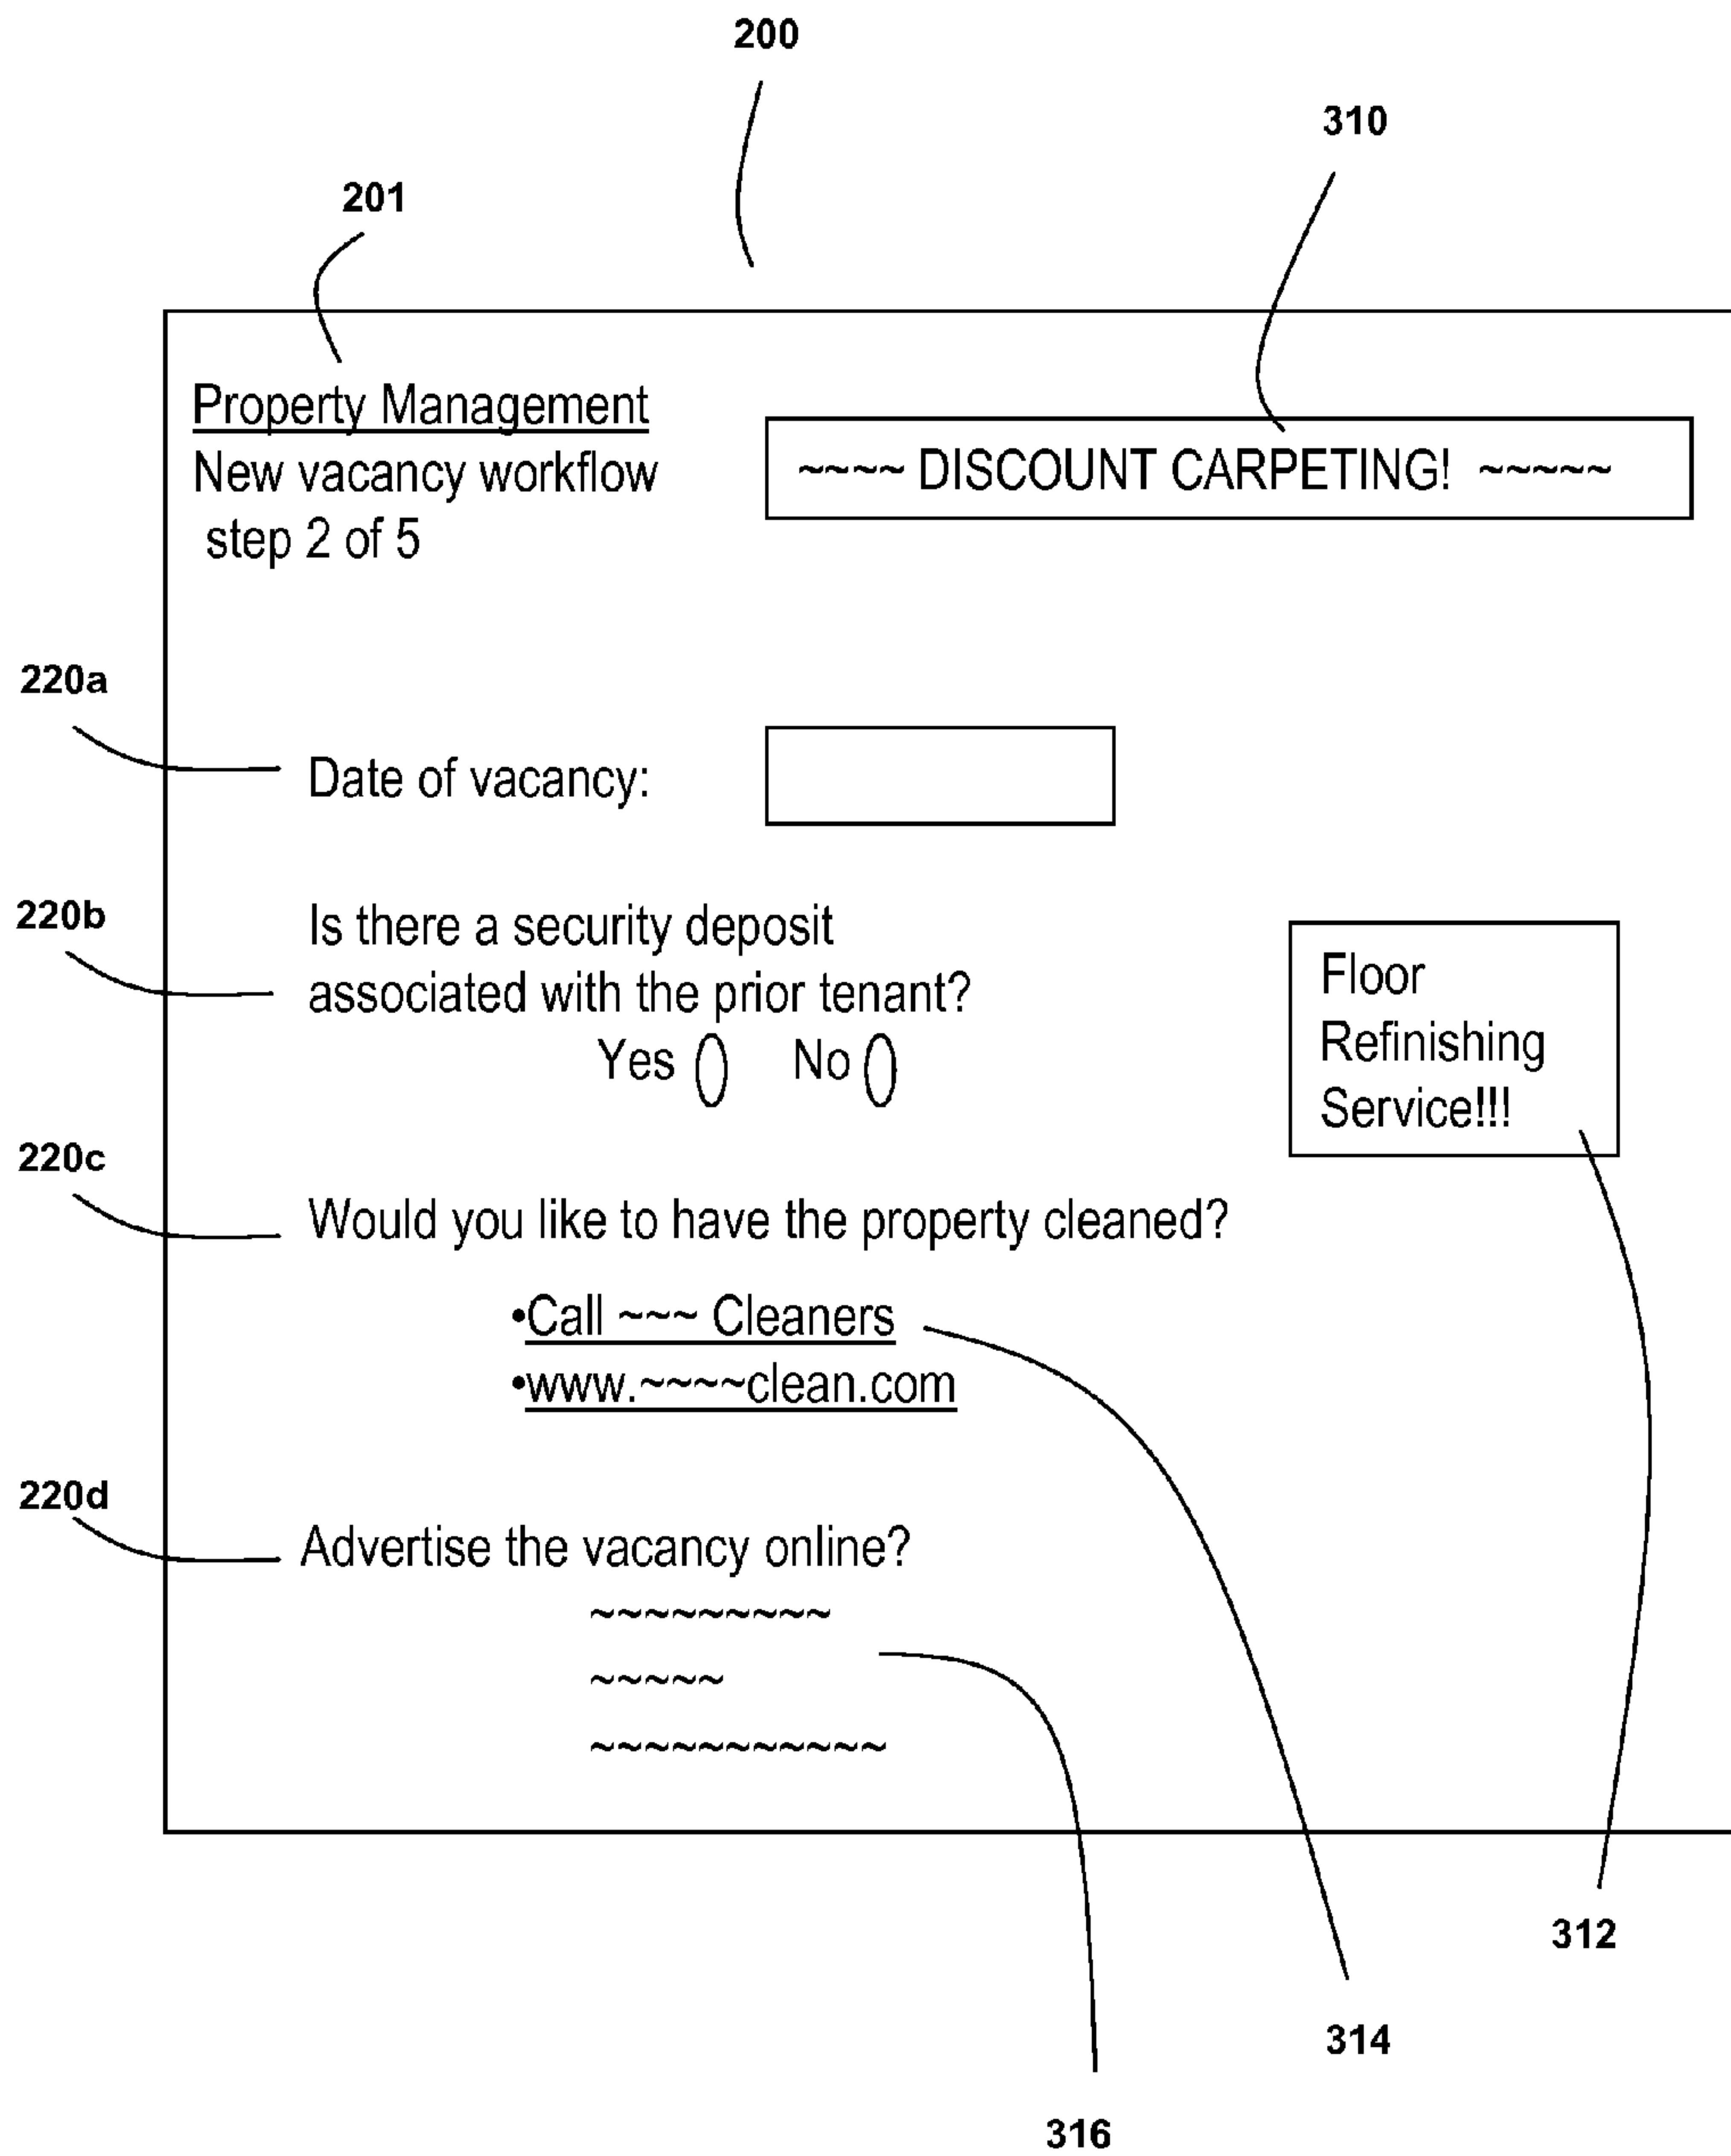 200
310
201
Property Management
New vacancy workflow
step 2 of 5
~~~~ DISCOUNT CARPETING! ~~~~~
220a
Date of vacancy:
220b
Is there a security deposit
associated with the prior tenant?
Yes No
Floor
Refinishing
Service!!!
220c
Would you like to have the property cleaned?
•Call ~~~ Cleaners
•www.~~~~clean.com
220d
Advertise the vacancy online?
~~~~~~~~~
~~~~~
~~~~~~~~~~~
312
314
316